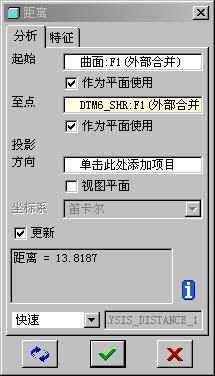 距离
分析 特征
起始
曲面:F1(外部合并)
作为平面使用
至点
DTM6_SHR:F1(外部合并
作为平面使用
投影
方向
单击此处添加项目
视图平面
坐标系
笛卡尔
更新
距离 = 13.8187
快速
YSIS_DISTANCE_1